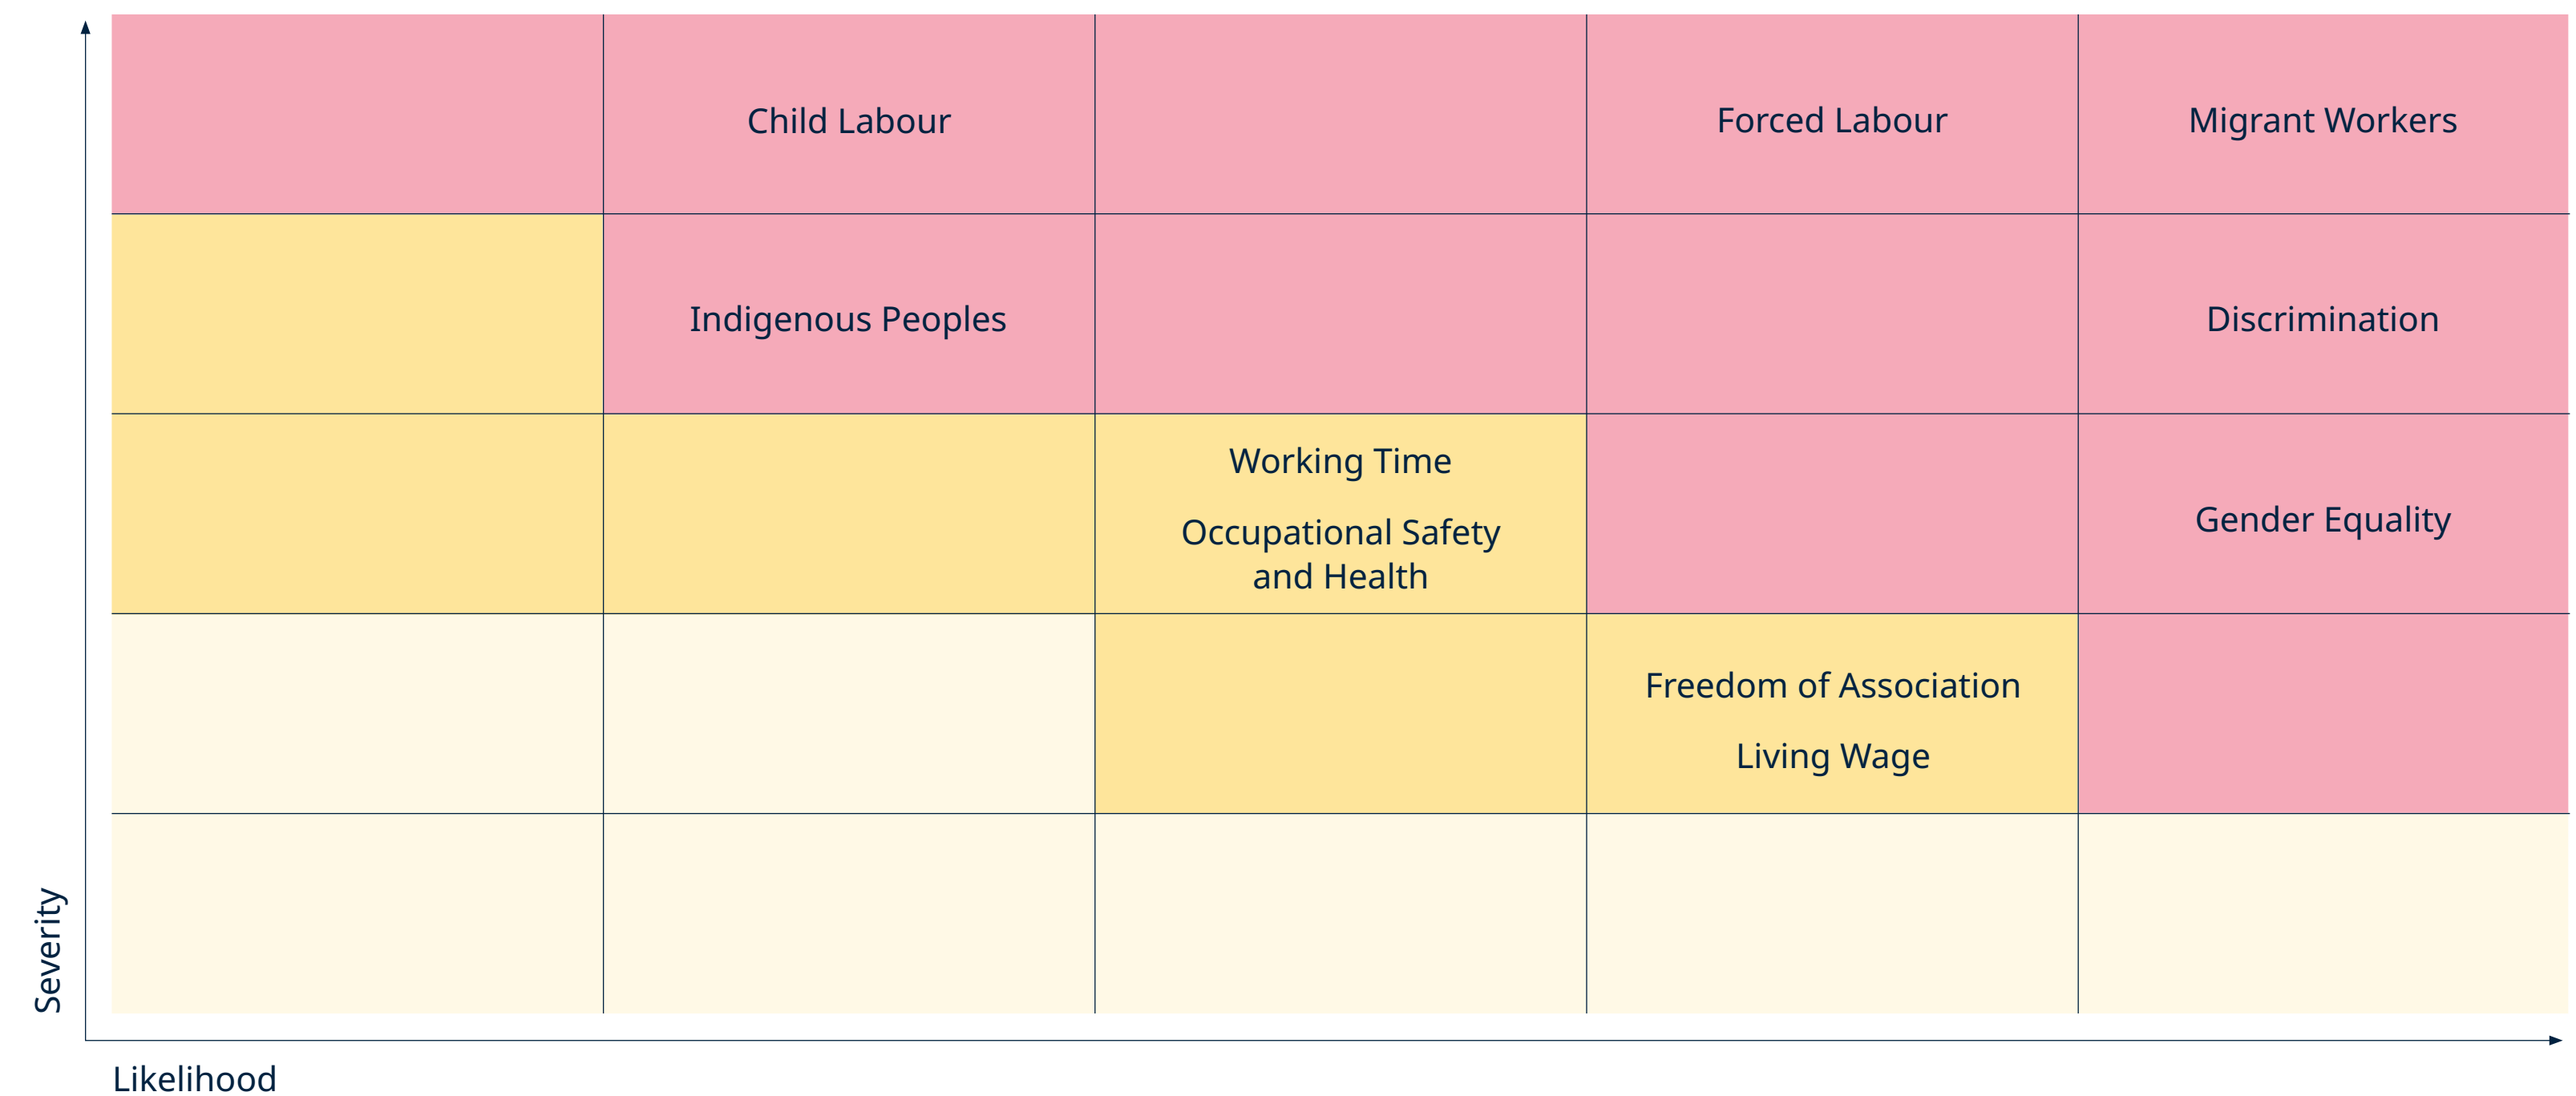 Child Labour
Forced Labour
Migrant Workers
Indigenous Peoples
Discrimination
Working Time
Occupational Safety
and Health
Gender Equality
Freedom of Association
Living Wage
Severity
Likelihood